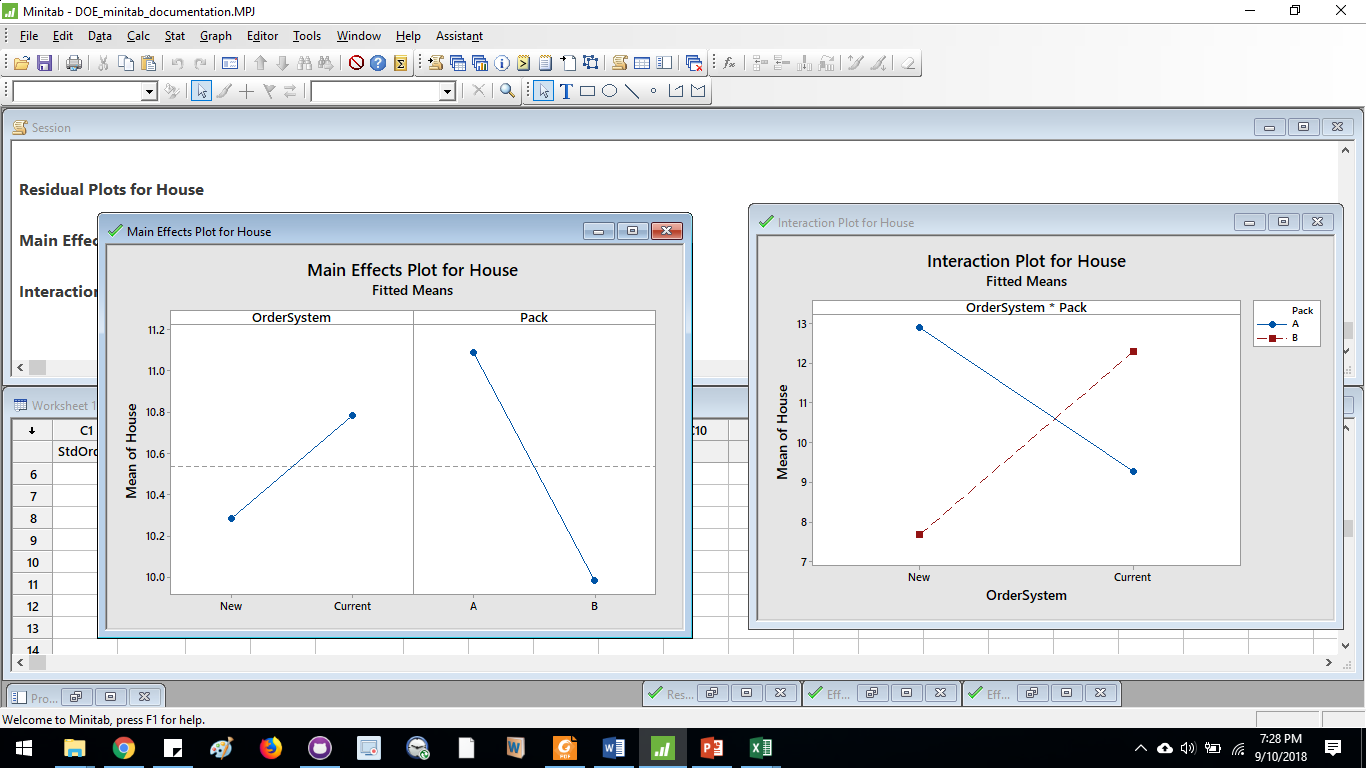 Minitab - DOE_minitab_documentation.MPJ
File Edit Data Calc Stat Graph Editor Tools Window Help Assistant
Session
Residual Plots for House
Main Effec
Interaction
Main Effects Plot for House
Main Effects Plot for House
Fitted Means
OrderSystem Pack
11.2
11.0
10.8
10.6
10.4
10.2
10.0
Mean of House
New Current A B
Interaction Plot for House
Interaction Plot for House
Fitted Means
OrderSystem * Pack
13
12
11
10
9
8
7
Mean of House
New Current
OrderSystem
Pack
A
B
Worksheet 1
C1 C10
StdOrd
6
7
8
9
10
11
12
13
14
Pro... Res... Eff... Eff...
Welcome to Minitab, press F1 for help.
7:28 PM
9/10/2018